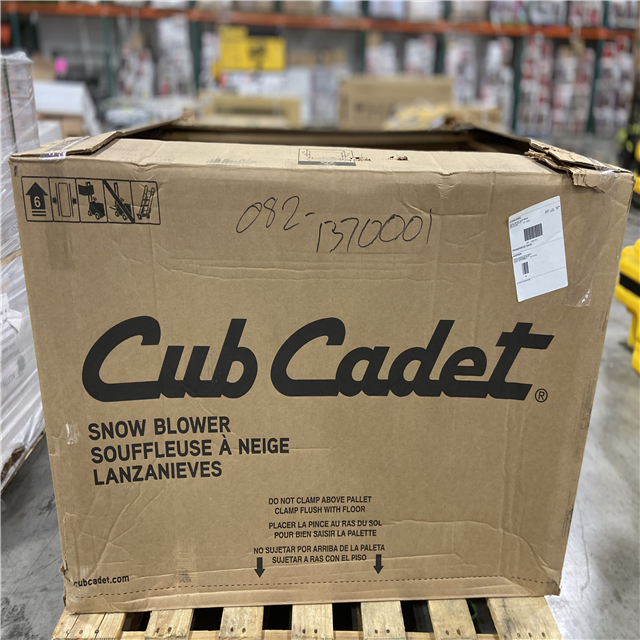 6
082-
1370001
Cub Cadet®
SNOW BLOWER
SOUFFLEUSE À NEIGE
LANZANIEVES
DO NOT CLAMP ABOVE PALLET
CLAMP FLUSH WITH FLOOR
PLACER LA PINCE AU RAS DU SOL
POUR BIEN SAISIR LA PALETTE
NO SUJETAR POR ARRIBA DE LA PALETA
SUJETAR A RAS CON EL PISO
cubcadet.com